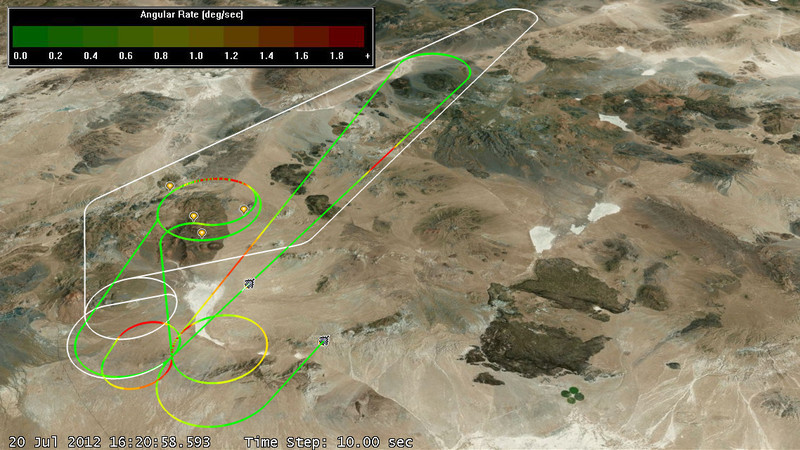 Angular Rate (deg/sec)
0.0 0.2 0.4 0.6 0.8 1.0 1.2 1.4 1.6 1.8 +
20 Jul 2012 16:20:58.593 Time Step: 10.00 sec